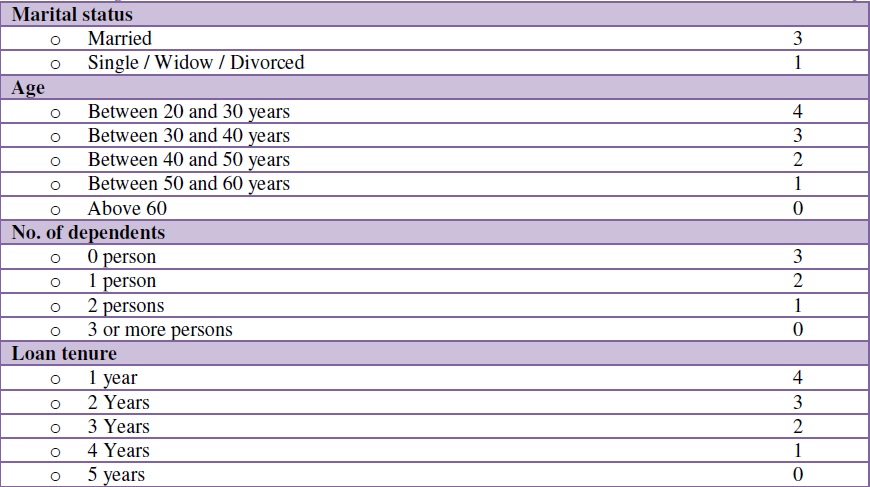 Marital status
o Married 3
o Single / Widow / Divorced 1
Age
o Between 20 and 30 years 4
o Between 30 and 40 years 3
o Between 40 and 50 years 2
o Between 50 and 60 years 1
o Above 60 0
No. of dependents
o 0 person 3
o 1 person 2
o 2 persons 1
o 3 or more persons 0
Loan tenure
o 1 year 4
o 2 Years 3
o 3 Years 2
o 4 Years 1
o 5 years 0